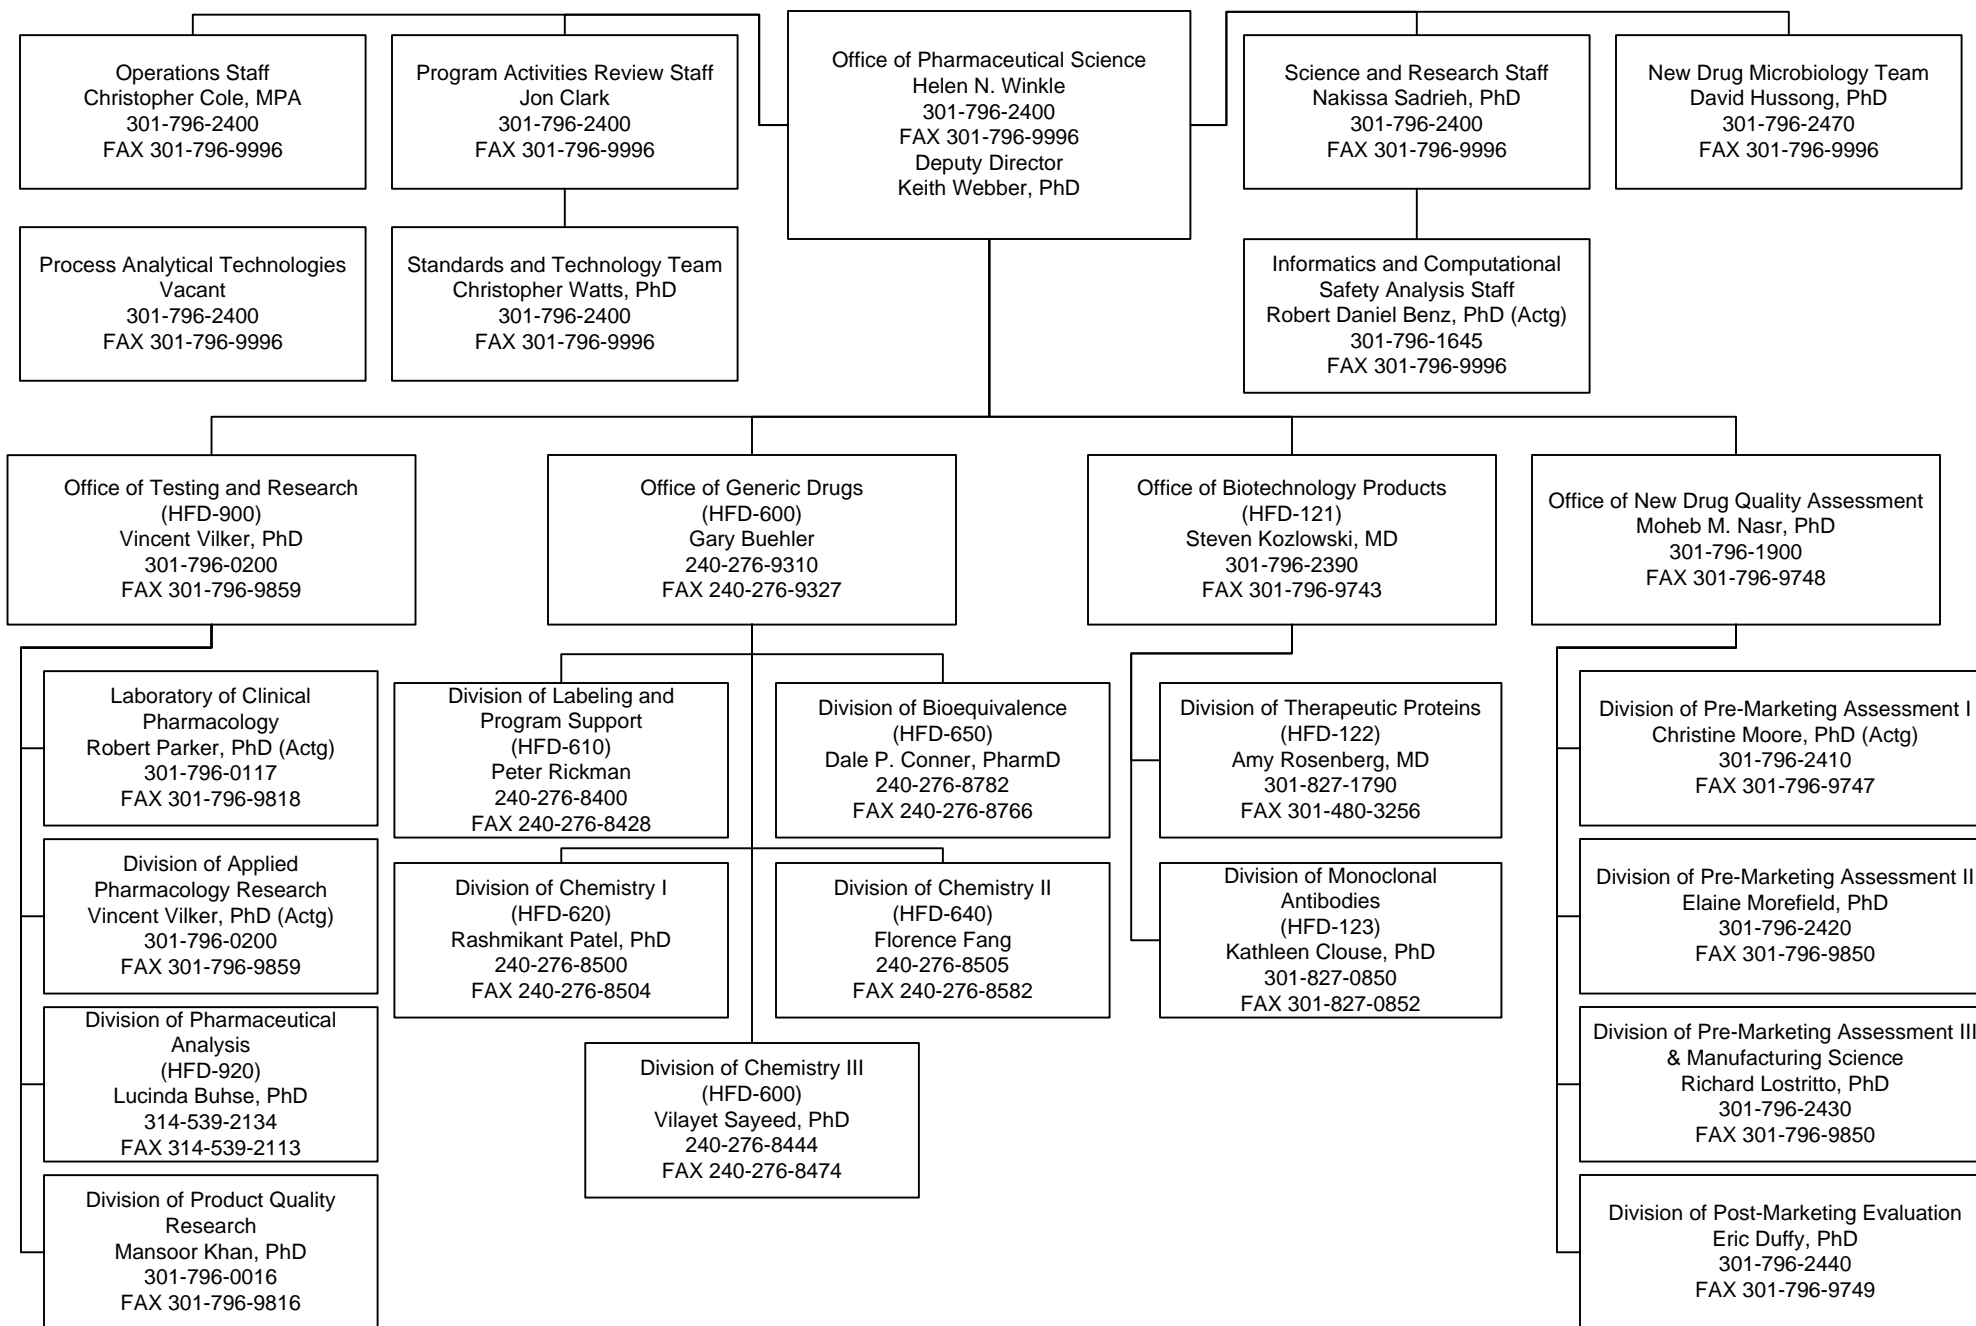 Operations Staff
Christopher Cole, MPA
301-796-2400
FAX 301-796-9996
Program Activities Review Staff
Jon Clark
301-796-2400
FAX 301-796-9996
Office of Pharmaceutical Science
Helen N. Winkle
301-796-2400
FAX 301-796-9996
Deputy Director
Keith Webber, PhD
Science and Research Staff
Nakissa Sadrieh, PhD
301-796-2400
FAX 301-796-9996
New Drug Microbiology Team
David Hussong, PhD
301-796-2470
FAX 301-796-9996
Process Analytical Technologies
Vacant
301-796-2400
FAX 301-796-9996
Standards and Technology Team
Christopher Watts, PhD
301-796-2400
FAX 301-796-9996
Informatics and Computational
Safety Analysis Staff
Robert Daniel Benz, PhD (Actg)
301-796-1645
FAX 301-796-9996
Office of Testing and Research
(HFD-900)
Vincent Vilker, PhD
301-796-0200
FAX 301-796-9859
Office of Generic Drugs
(HFD-600)
Gary Buehler
240-276-9310
FAX 240-276-9327
Office of Biotechnology Products
(HFD-121)
Steven Kozlowski, MD
301-796-2390
FAX 301-796-9743
Office of New Drug Quality Assessment
Moheb M. Nasr, PhD
301-796-1900
FAX 301-796-9748
Laboratory of Clinical
Pharmacology
Robert Parker, PhD (Actg)
301-796-0117
FAX 301-796-9818
Division of Applied
Pharmacology Research
Vincent Vilker, PhD (Actg)
301-796-0200
FAX 301-796-9859
Division of Pharmaceutical
Analysis
(HFD-920)
Lucinda Buhse, PhD
314-539-2134
FAX 314-539-2113
Division of Product Quality
Research
Mansoor Khan, PhD
301-796-0016
FAX 301-796-9816
Division of Labeling and
Program Support
(HFD-610)
Peter Rickman
240-276-8400
FAX 240-276-8428
Division of Bioequivalence
(HFD-650)
Dale P. Conner, PharmD
240-276-8782
FAX 240-276-8766
Division of Chemistry I
(HFD-620)
Rashmikant Patel, PhD
240-276-8500
FAX 240-276-8504
Division of Chemistry II
(HFD-640)
Florence Fang
240-276-8505
FAX 240-276-8582
Division of Chemistry III
(HFD-600)
Vilayet Sayeed, PhD
240-276-8444
FAX 240-276-8474
Division of Therapeutic Proteins
(HFD-122)
Amy Rosenberg, MD
301-827-1790
FAX 301-480-3256
Division of Monoclonal
Antibodies
(HFD-123)
Kathleen Clouse, PhD
301-827-0850
FAX 301-827-0852
Division of Pre-Marketing Assessment I
Christine Moore, PhD (Actg)
301-796-2410
FAX 301-796-9747
Division of Pre-Marketing Assessment II
Elaine Morefield, PhD
301-796-2420
FAX 301-796-9850
Division of Pre-Marketing Assessment III
& Manufacturing Science
Richard Lostritto, PhD
301-796-2430
FAX 301-796-9850
Division of Post-Marketing Evaluation
Eric Duffy, PhD
301-796-2440
FAX 301-796-9749